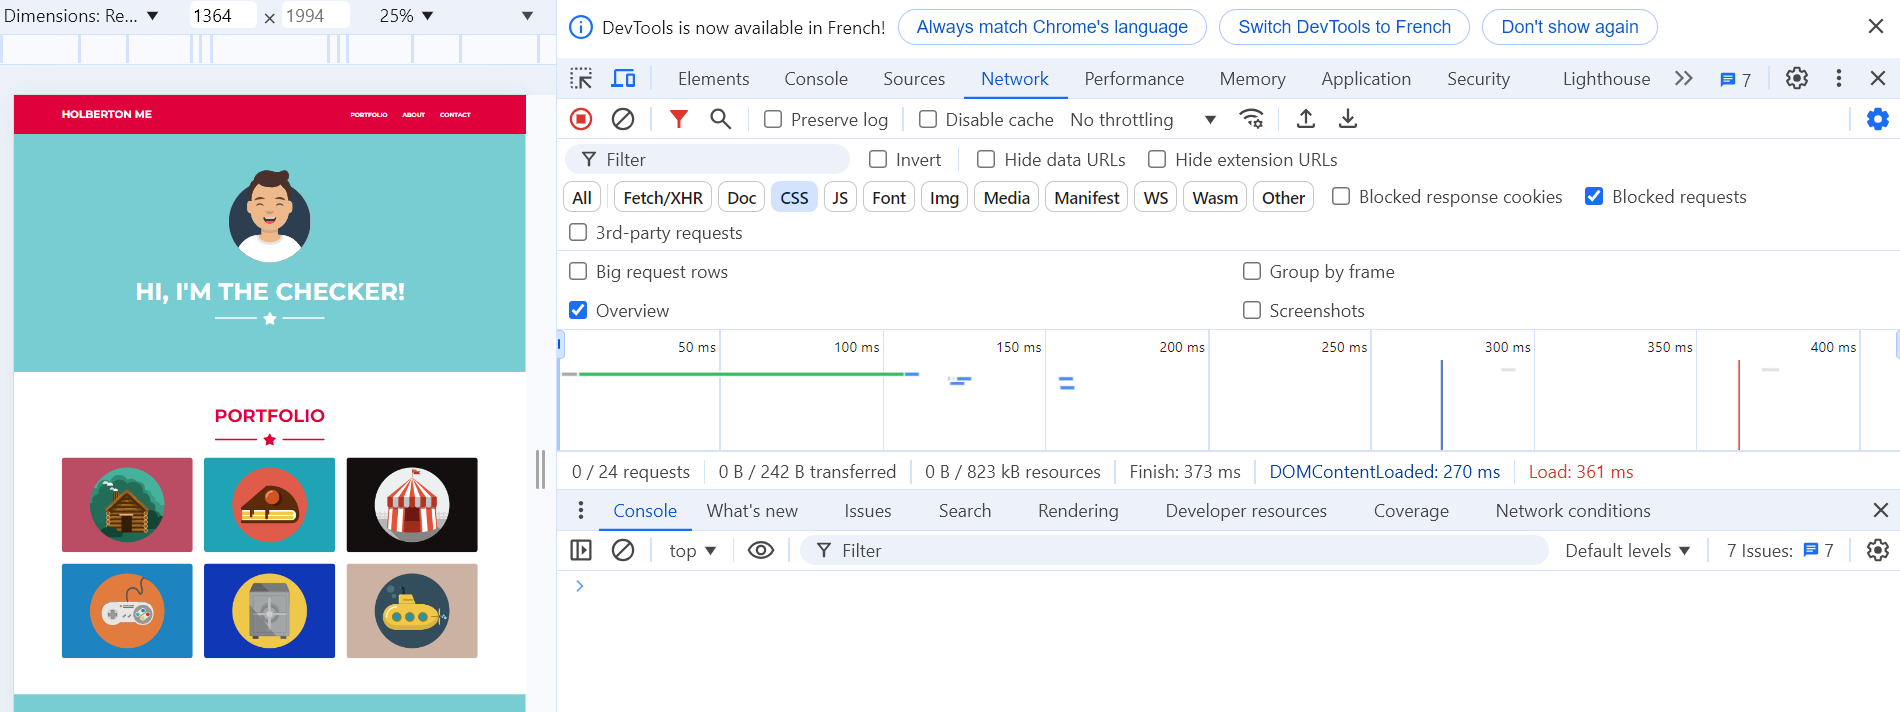 Dimensions: Re... ▼ 1364 × 1994 25% ▼ ▼
HOLBERTON ME PORTFOLIO ABOUT CONTACT
HI, I'M THE CHECKER!
PORTFOLIO
DevTools is now available in French! Always match Chrome's language Switch DevTools to French Don't show again
Elements Console Sources Network Performance Memory Application Security Lighthouse 7
Preserve log Disable cache No throttling
Filter Invert Hide data URLs Hide extension URLs
All Fetch/XHR Doc CSS JS Font Img Media Manifest WS Wasm Other Blocked response cookies Blocked requests
3rd-party requests
Big request rows Group by frame
Overview Screenshots
50 ms 100 ms 150 ms 200 ms 250 ms 300 ms 350 ms 400 ms
0 / 24 requests 0 B / 242 B transferred 0 B / 823 kB resources Finish: 373 ms DOMContentLoaded: 270 ms Load: 361 ms
Console What's new Issues Search Rendering Developer resources Coverage Network conditions
top ▼ Filter Default levels ▼ 7 Issues: 7